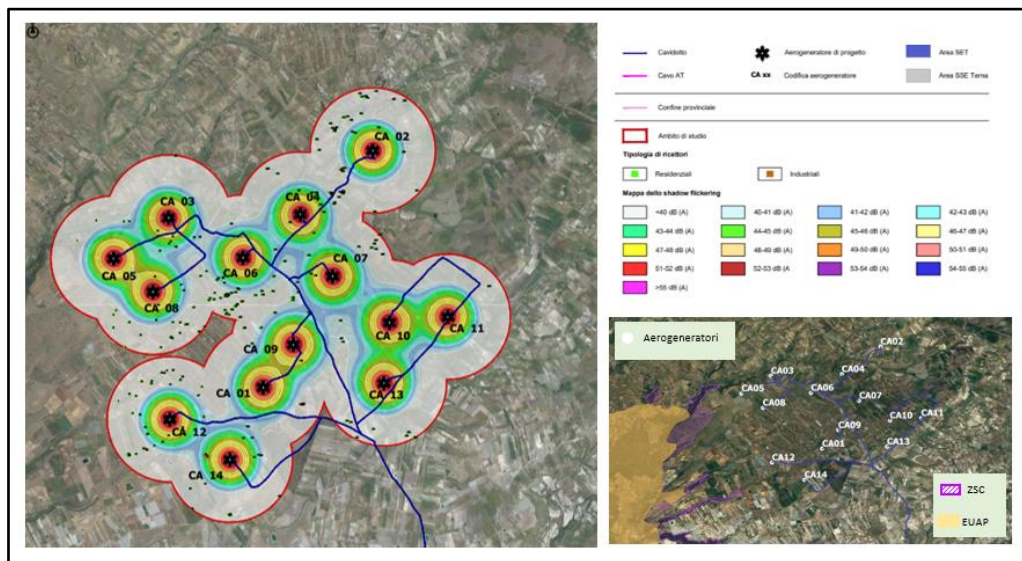 CA 02
CA 04
CA 03
CA 07
CA 06
CA 05
CA 08
CA 10
CA 11
CA 09
CA 13
CA 01
CA 12
CA 14
Cavidotto
Aerogeneratore di progetto
Area SET
Cavo AT
CA xx
Codifica aerogeneratore
Area SSE Terna
Confine provinciale
Ambito di studio
Tipologia di ricettori
Residenziali
Industriali
Mappa dello shadow flickering
<40 dB (A)
40-41 dB (A)
41-42 dB (A)
42-43 dB (A)
43-44 dB (A)
44-45 dB (A)
45-46 dB (A)
46-47 dB (A)
47-48 dB (A)
48-49 dB (A)
49-50 dB (A)
50-51 dB (A)
51-52 dB (A)
52-53 dB (A
53-54 dB (A)
54-55 dB (A)
>55 dB (A)
Aerogeneratori
CA02
CA03
CA04
CA05
CA06
CA08
CA07
CA10
CA11
CA09
CA01
CA13
CA12
CA14
ZSC
EUAP